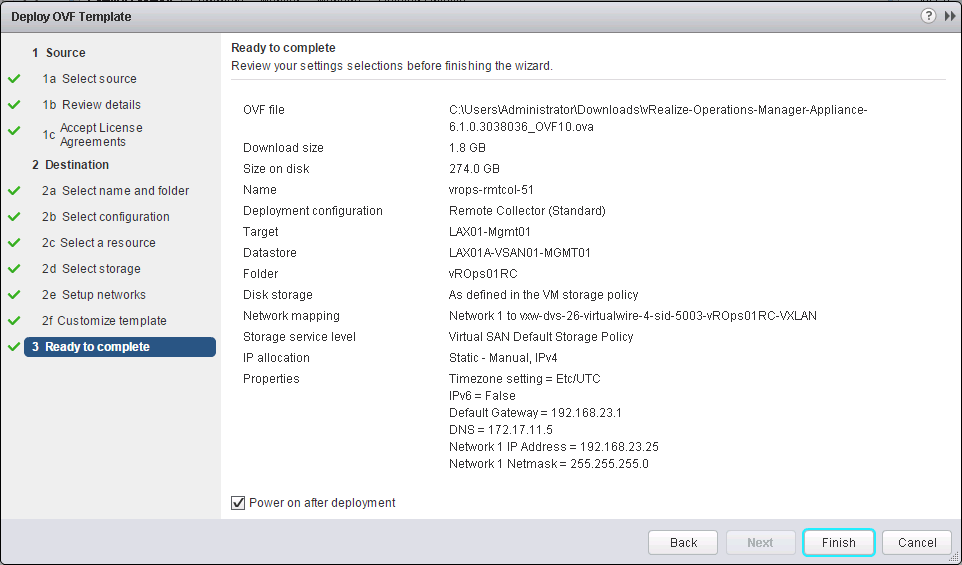 Deploy OVF Template
?
1 Source
1a Select source
1b Review details
1c Accept License
Agreements
2 Destination
2a Select name and folder
2b Select configuration
2c Select a resource
2d Select storage
2e Setup networks
2f Customize template
3 Ready to complete
Ready to complete
Review your settings selections before finishing the wizard.
OVF file C:\Users\Administrator\Downloads\vRealize-Operations-Manager-Appliance-
6.1.0.3038036_OVF10.ova
Download size 1.8 GB
Size on disk 274.0 GB
Name vrops-rmtcol-51
Deployment configuration Remote Collector (Standard)
Target LAX01-Mgmt01
Datastore LAX01A-VSAN01-MGMT01
Folder vROps01RC
Disk storage As defined in the VM storage policy
Network mapping Network 1 to vxw-dvs-26-virtualwire-4-sid-5003-vROps01RC-VXLAN
Storage service level Virtual SAN Default Storage Policy
IP allocation Static - Manual, IPv4
Properties Timezone setting = Etc/UTC
IPv6 = False
Default Gateway = 192.168.23.1
DNS = 172.17.11.5
Network 1 IP Address = 192.168.23.25
Network 1 Netmask = 255.255.255.0
Power on after deployment
Back Next Finish Cancel